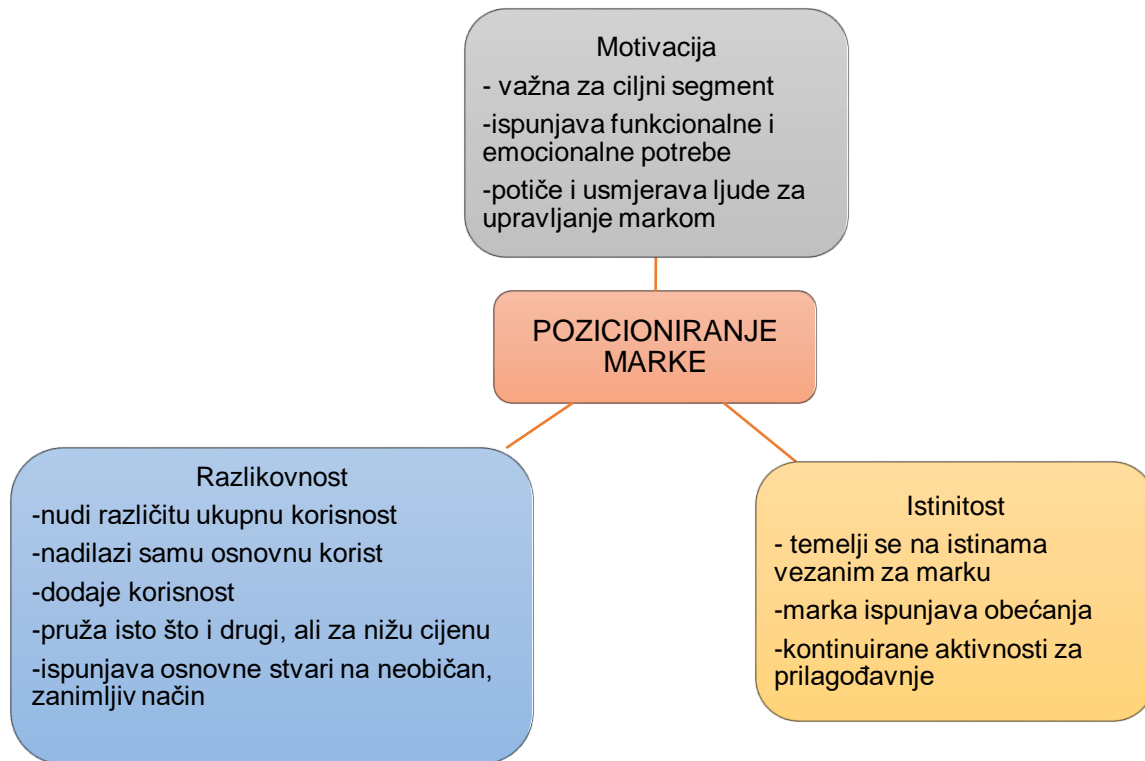 Motivacija
- važna za ciljni segment
-ispunjava funkcionalne i
emocionalne potrebe
-potiče i usmjerava ljude za
upravljanje markom
POZICIONIRANJE
MARKE
Razlikovnost
-nudi različitu ukupnu korisnost
-nadilazi samu osnovnu korist
-dodaje korisnost
-pruža isto što i drugi, ali za nižu cijenu
-ispunjava osnovne stvari na neobičan,
zanimljiv način
Istinitost
- temelji se na istinama
vezanim za marku
-marka ispunjava obećanja
-kontinuirane aktivnosti za
prilagođavnje